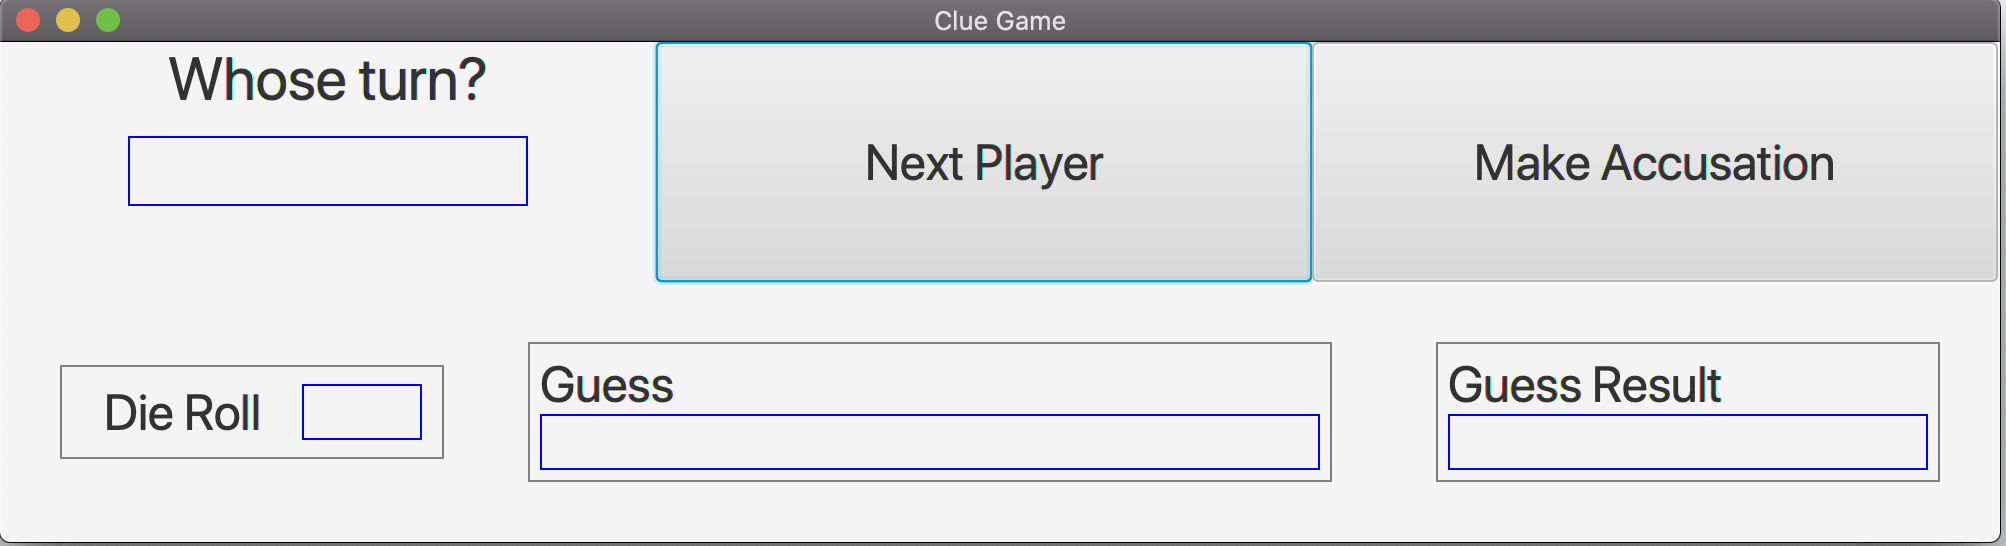 Clue Game
Whose turn?
Next Player
Make Accusation
Die Roll
Guess
Guess Result